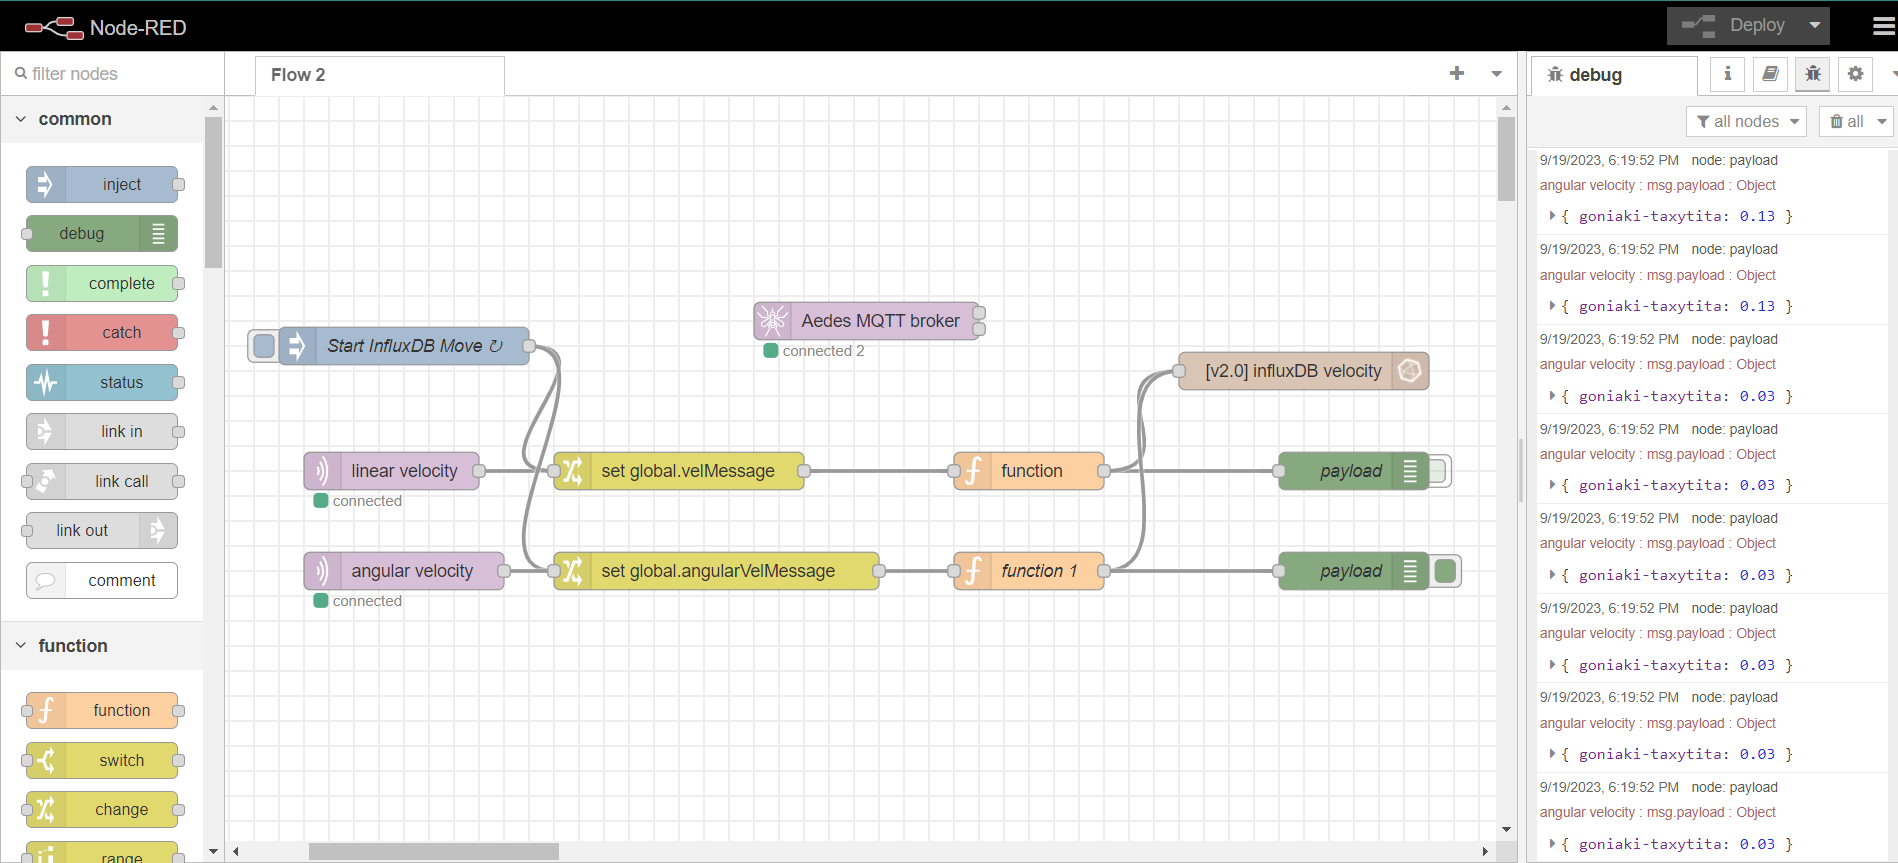 Node-RED
Deploy
filter nodes
common
inject
debug
complete
catch
status
link in
link call
link out
comment
function
function
switch
change
range
Flow 2
Start InfluxDB Move ↻
Aedes MQTT broker
connected 2
[v2.0] influxDB velocity
linear velocity
connected
set global.velMessage
function
payload
angular velocity
connected
set global.angularVelMessage
function 1
payload
debug
all nodes
all
9/19/2023, 6:19:52 PM node: payload
angular velocity : msg.payload : Object
{ goniaki-taxytita: 0.13 }
9/19/2023, 6:19:52 PM node: payload
angular velocity : msg.payload : Object
{ goniaki-taxytita: 0.13 }
9/19/2023, 6:19:52 PM node: payload
angular velocity : msg.payload : Object
{ goniaki-taxytita: 0.03 }
9/19/2023, 6:19:52 PM node: payload
angular velocity : msg.payload : Object
{ goniaki-taxytita: 0.03 }
9/19/2023, 6:19:52 PM node: payload
angular velocity : msg.payload : Object
{ goniaki-taxytita: 0.03 }
9/19/2023, 6:19:52 PM node: payload
angular velocity : msg.payload : Object
{ goniaki-taxytita: 0.03 }
9/19/2023, 6:19:52 PM node: payload
angular velocity : msg.payload : Object
{ goniaki-taxytita: 0.03 }
9/19/2023, 6:19:52 PM node: payload
angular velocity : msg.payload : Object
{ goniaki-taxytita: 0.03 }